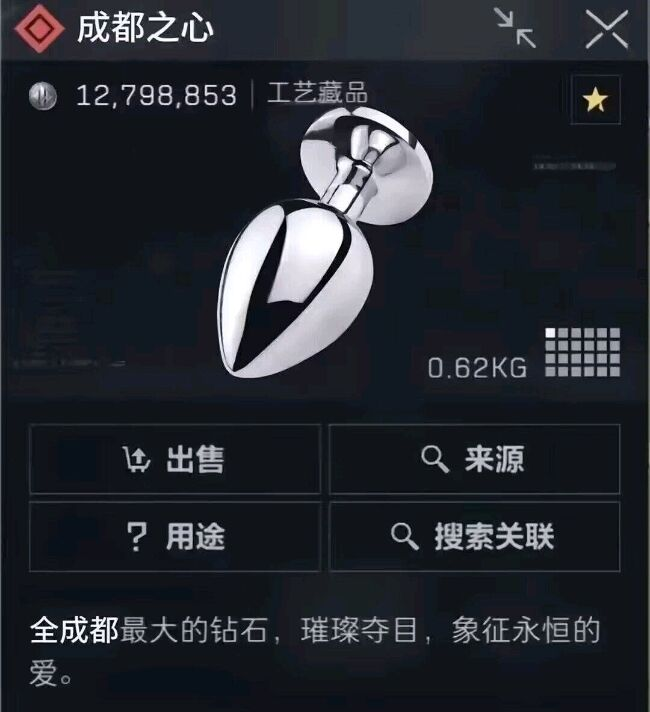 成都之心
12,798,853
工艺藏品
0.62KG
出售
来源
? 用途
搜索关联
全成都最大的钻石，璀璨夺目，象征永恒的
爱。